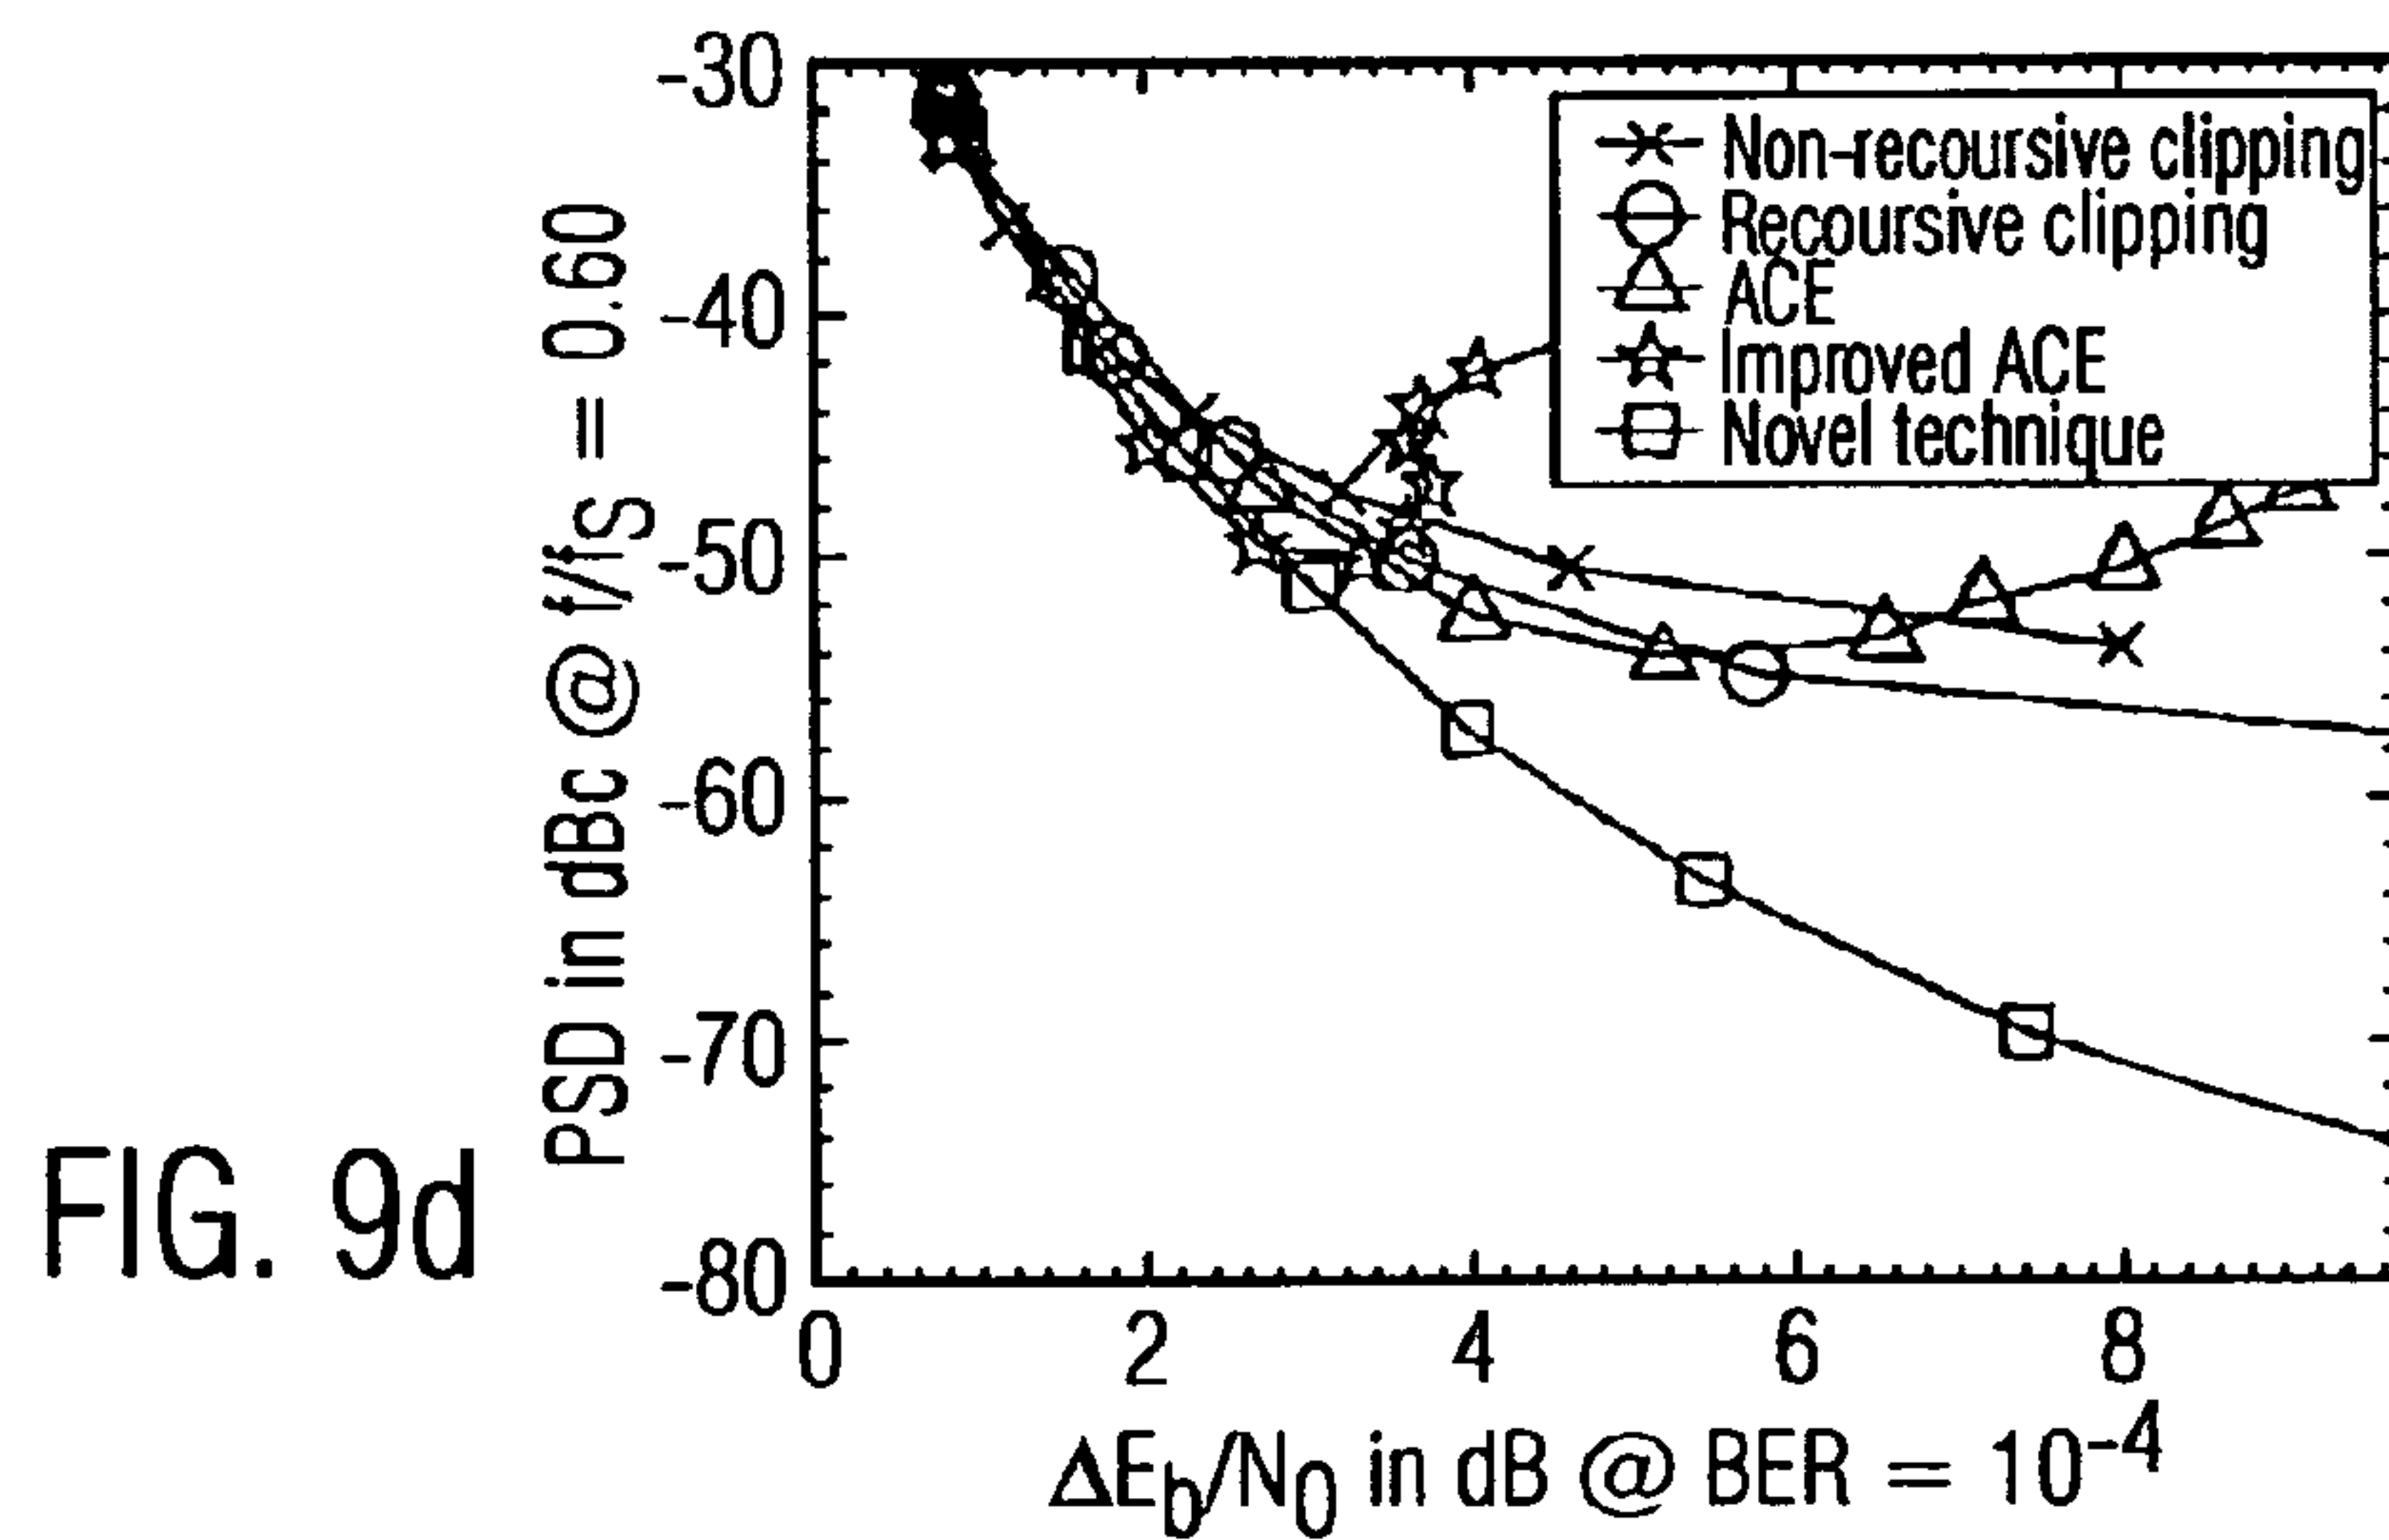 -30
-40
-50
-60
-70
-80
PSD in dBc @ f/fs = 0.60
Non-recoursive clipping
Recoursive clipping
ACE
Improved ACE
Novel technique
0 2 4 6 8
ΔEb/N0 in dB @ BER = 10⁻⁴
FIG. 9d